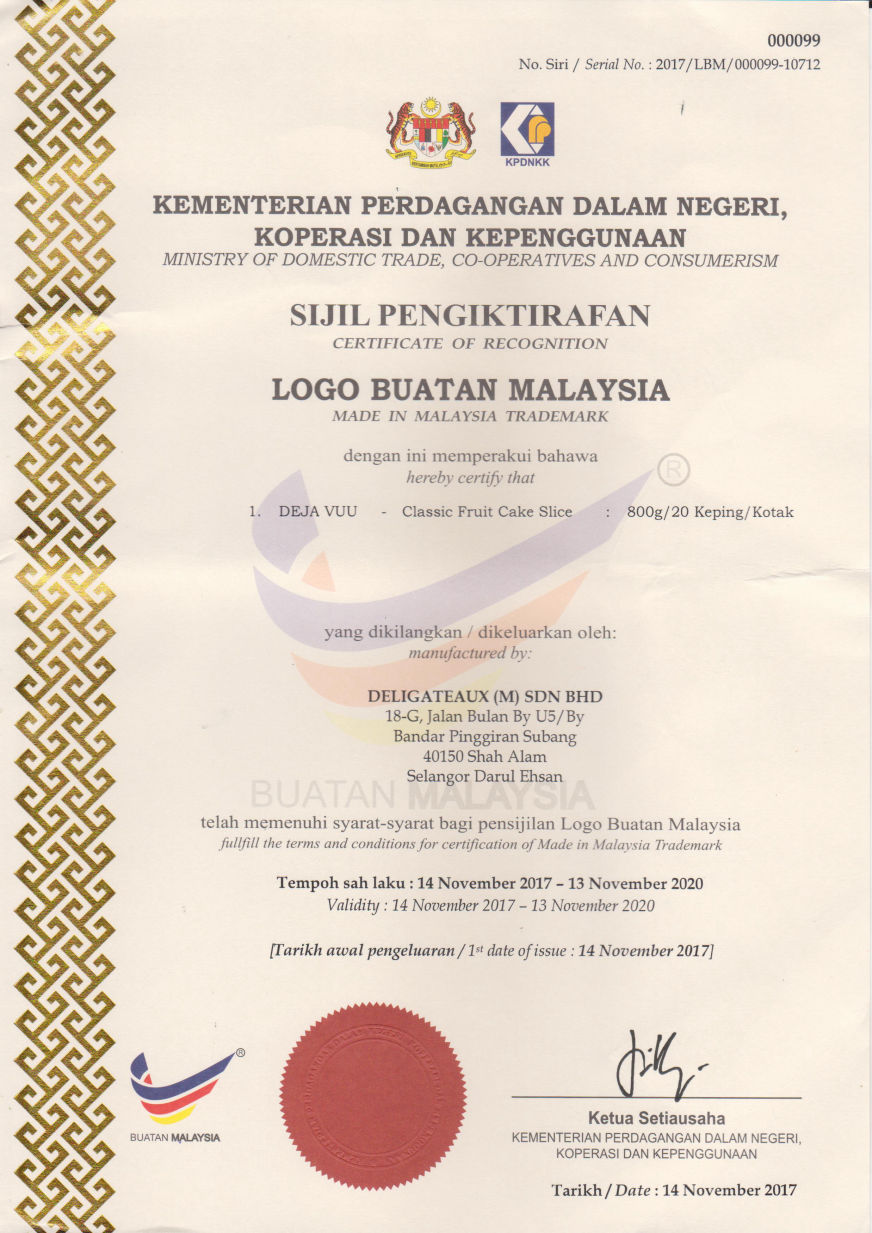 000099
No. Siri / Serial No. : 2017/LBM/000099-10712
KPDNKK
KEMENTERIAN PERDAGANGAN DALAM NEGERI,
KOPERASI DAN KEPENGGUNAAN
MINISTRY OF DOMESTIC TRADE, CO-OPERATIVES AND CONSUMERISM
SIJIL PENGIKTIRAFAN
CERTIFICATE OF RECOGNITION
LOGO BUATAN MALAYSIA
MADE IN MALAYSIA TRADEMARK
dengan ini memperakui bahawa
hereby certify that
®
1. DEJA VUU - Classic Fruit Cake Slice : 800g/20 Keping/Kotak
yang dikilangkan / dikeluarkan oleh:
manufactured by:
DELIGATEAUX (M) SDN BHD
18-G, Jalan Bulan By U5/By
Bandar Pinggiran Subang
40150 Shah Alam
Selangor Darul Ehsan
BUATAN MALAYSIA
telah memenuhi syarat-syarat bagi pensijilan Logo Buatan Malaysia
fullfill the terms and conditions for certification of Made in Malaysia Trademark
Tempoh sah laku : 14 November 2017 – 13 November 2020
Validity : 14 November 2017 – 13 November 2020
[Tarikh awal pengeluaran / 1st date of issue : 14 November 2017]
®
BUATAN MALAYSIA
Ketua Setiausaha
KEMENTERIAN PERDAGANGAN DALAM NEGERI,
KOPERASI DAN KEPENGGUNAAN
Tarikh / Date : 14 November 2017